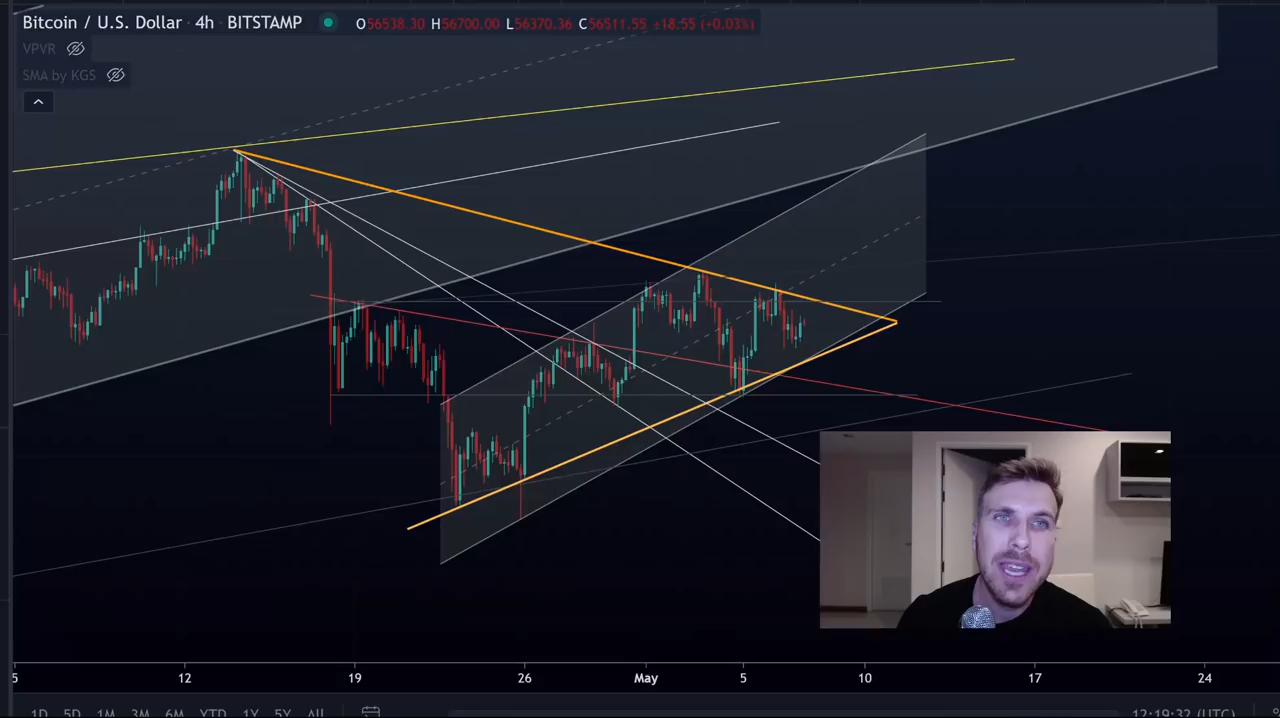 Bitcoin / U.S. Dollar · 4h · BITSTAMP O56538.30 H56700.00 L56370.36 C56511.55 ±18.55 (+0.03%)
VPVR
SMA by KGS
5 12 19 26 May 5 10 17 24
1D 5D 1M 3M 6M YTD 1Y 5Y All 12:19:32 (UTC)